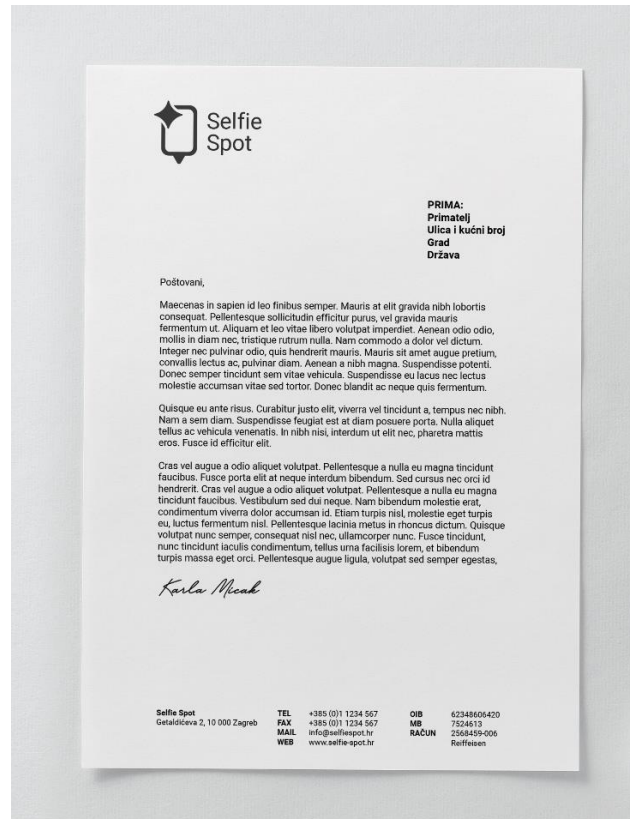 Selfie
Spot
PRIMA:
Primatelj
Ulica i kućni broj
Grad
Država
Poštovani,
Maecenas in sapien id leo finibus semper. Mauris at elit gravida nibh lobortis
consequat. Pellentesque sollicitudin efficitur purus, vel gravida mauris
fermentum ut. Aliquam et leo vitae libero volutpat imperdiet. Aenean odio odio,
mollis in diam nec, tristique rutrum nulla. Nam commodo a dolor vel dictum.
Integer nec pulvinar odio, quis hendrerit mauris. Mauris sit amet augue pretium,
convallis lectus ac, pulvinar diam. Aenean a nibh magna. Suspendisse potenti.
Donec semper tincidunt sem vitae vehicula. Suspendisse eu lacus nec lectus
molestie accumsan vitae sed tortor. Donec blandit ac neque quis fermentum.
Quisque eu ante risus. Curabitur justo elit, viverra vel tincidunt a, tempus nec nibh.
Nam a sem diam. Suspendisse feugiat est at diam posuere porta. Nulla aliquet
tellus ac vehicula venenatis. In nibh nisi, interdum ut elit nec, pharetra mattis
eros. Fusce id efficitur elit.
Cras vel augue a odio aliquet volutpat. Pellentesque a nulla eu magna tincidunt
faucibus. Fusce porta elit at neque interdum bibendum. Sed cursus nec orci id
hendrerit. Cras vel augue a odio aliquet volutpat. Pellentesque a nulla eu magna
tincidunt faucibus. Vestibulum sed dui neque. Nam bibendum molestie erat,
condimentum viverra dolor accumsan id. Etiam turpis nisl, molestie eget turpis
eu, luctus fermentum nisl. Pellentesque lacinia metus in rhoncus dictum. Quisque
volutpat nunc semper, consequat nisl nec, ullamcorper nunc. Fusce tincidunt,
nunc tincidunt iaculis condimentum, tellus urna facilisis lorem, et bibendum
turpis massa eget orci. Pellentesque augue ligula, volutpat sed semper egestas,
Karla Micak
Selfie Spot
Getaldićeva 2, 10 000 Zagreb
TEL +385 (0)1 1234 567
FAX +385 (0)1 1234 567
MAIL info@selfiespot.hr
WEB www.selfie-spot.hr
OIB 62348606420
MB 7524613
RAČUN 2568459-006
Reiffeisen